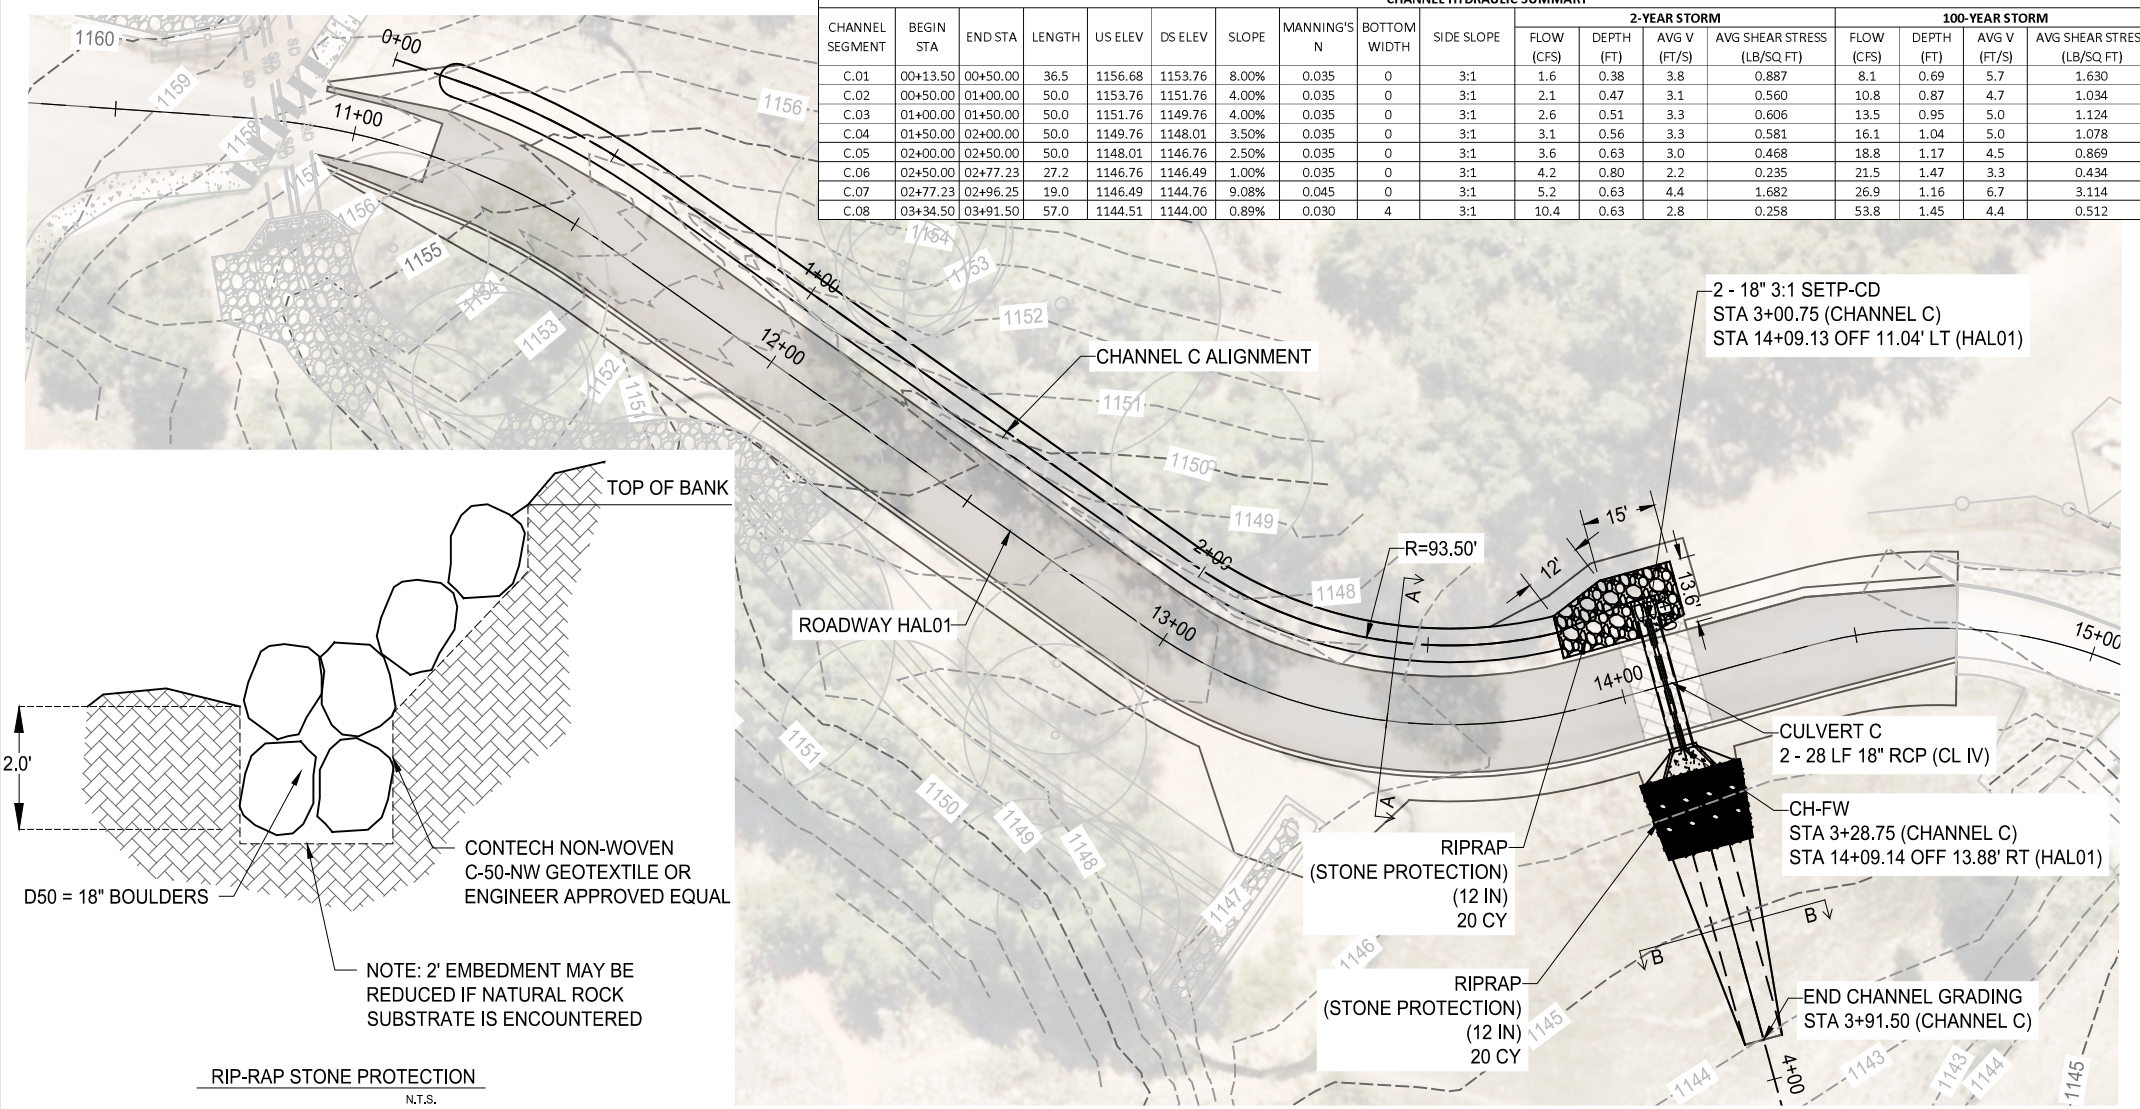 CHANNEL HYDRAULIC SUMMARY
CHANNEL SEGMENT BEGIN STA END STA LENGTH US ELEV DS ELEV SLOPE MANNING'S N BOTTOM WIDTH SIDE SLOPE 2-YEAR STORM 100-YEAR STORM
FLOW (CFS) DEPTH (FT) AVG V (FT/S) AVG SHEAR STRESS (LB/SQ FT) FLOW (CFS) DEPTH (FT) AVG V (FT/S) AVG SHEAR STRES (LB/SQ FT)
C.01 00+13.50 00+50.00 36.5 1156.68 1153.76 8.00% 0.035 0 3:1 1.6 0.38 3.8 0.887 8.1 0.69 5.7 1.630
C.02 00+50.00 01+00.00 50.0 1153.76 1151.76 4.00% 0.035 0 3:1 2.1 0.47 3.1 0.560 10.8 0.87 4.7 1.034
C.03 01+00.00 01+50.00 50.0 1151.76 1149.76 4.00% 0.035 0 3:1 2.6 0.51 3.3 0.606 13.5 0.95 5.0 1.124
C.04 01+50.00 02+00.00 50.0 1149.76 1148.01 3.50% 0.035 0 3:1 3.1 0.56 3.3 0.581 16.1 1.04 5.0 1.078
C.05 02+00.00 02+50.00 50.0 1148.01 1146.76 2.50% 0.035 0 3:1 3.6 0.63 3.0 0.468 18.8 1.17 4.5 0.869
C.06 02+50.00 02+77.23 27.2 1146.76 1146.49 1.00% 0.035 0 3:1 4.2 0.80 2.2 0.235 21.5 1.47 3.3 0.434
C.07 02+77.23 02+96.25 19.0 1146.49 1144.76 9.08% 0.045 0 3:1 5.2 0.63 4.4 1.682 26.9 1.16 6.7 3.114
C.08 03+34.50 03+91.50 57.0 1144.51 1144.00 0.89% 0.030 4 3:1 10.4 0.63 2.8 0.258 53.8 1.45 4.4 0.512
1160
1159
1158
1157
1156
1155
1154
1153
1152
1151
SD
SD
SD
SD
0+00
11+00
1156
1154
1153
1152
1151
1150
1149
1148
1+00
12+00
CHANNEL C ALIGNMENT
2+00
13+00
ROADWAY HAL01
R=93.50'
A
A
12'
15'
13.6'
14+00
15+00
2 - 18" 3:1 SETP-CD
STA 3+00.75 (CHANNEL C)
STA 14+09.13 OFF 11.04' LT (HAL01)
CULVERT C
2 - 28 LF 18" RCP (CL IV)
CH-FW
STA 3+28.75 (CHANNEL C)
STA 14+09.14 OFF 13.88' RT (HAL01)
RIPRAP
(STONE PROTECTION)
(12 IN)
20 CY
RIPRAP
(STONE PROTECTION)
(12 IN)
20 CY
B
B
END CHANNEL GRADING
STA 3+91.50 (CHANNEL C)
4+00
1151
1150
1149
1148
1147
1146
1145
1144
1143
1143
1144
1145
TOP OF BANK
2.0'
D50 = 18" BOULDERS
CONTECH NON-WOVEN
C-50-NW GEOTEXTILE OR
ENGINEER APPROVED EQUAL
NOTE: 2' EMBEDMENT MAY BE
REDUCED IF NATURAL ROCK
SUBSTRATE IS ENCOUNTERED
RIP-RAP STONE PROTECTION
N.T.S.